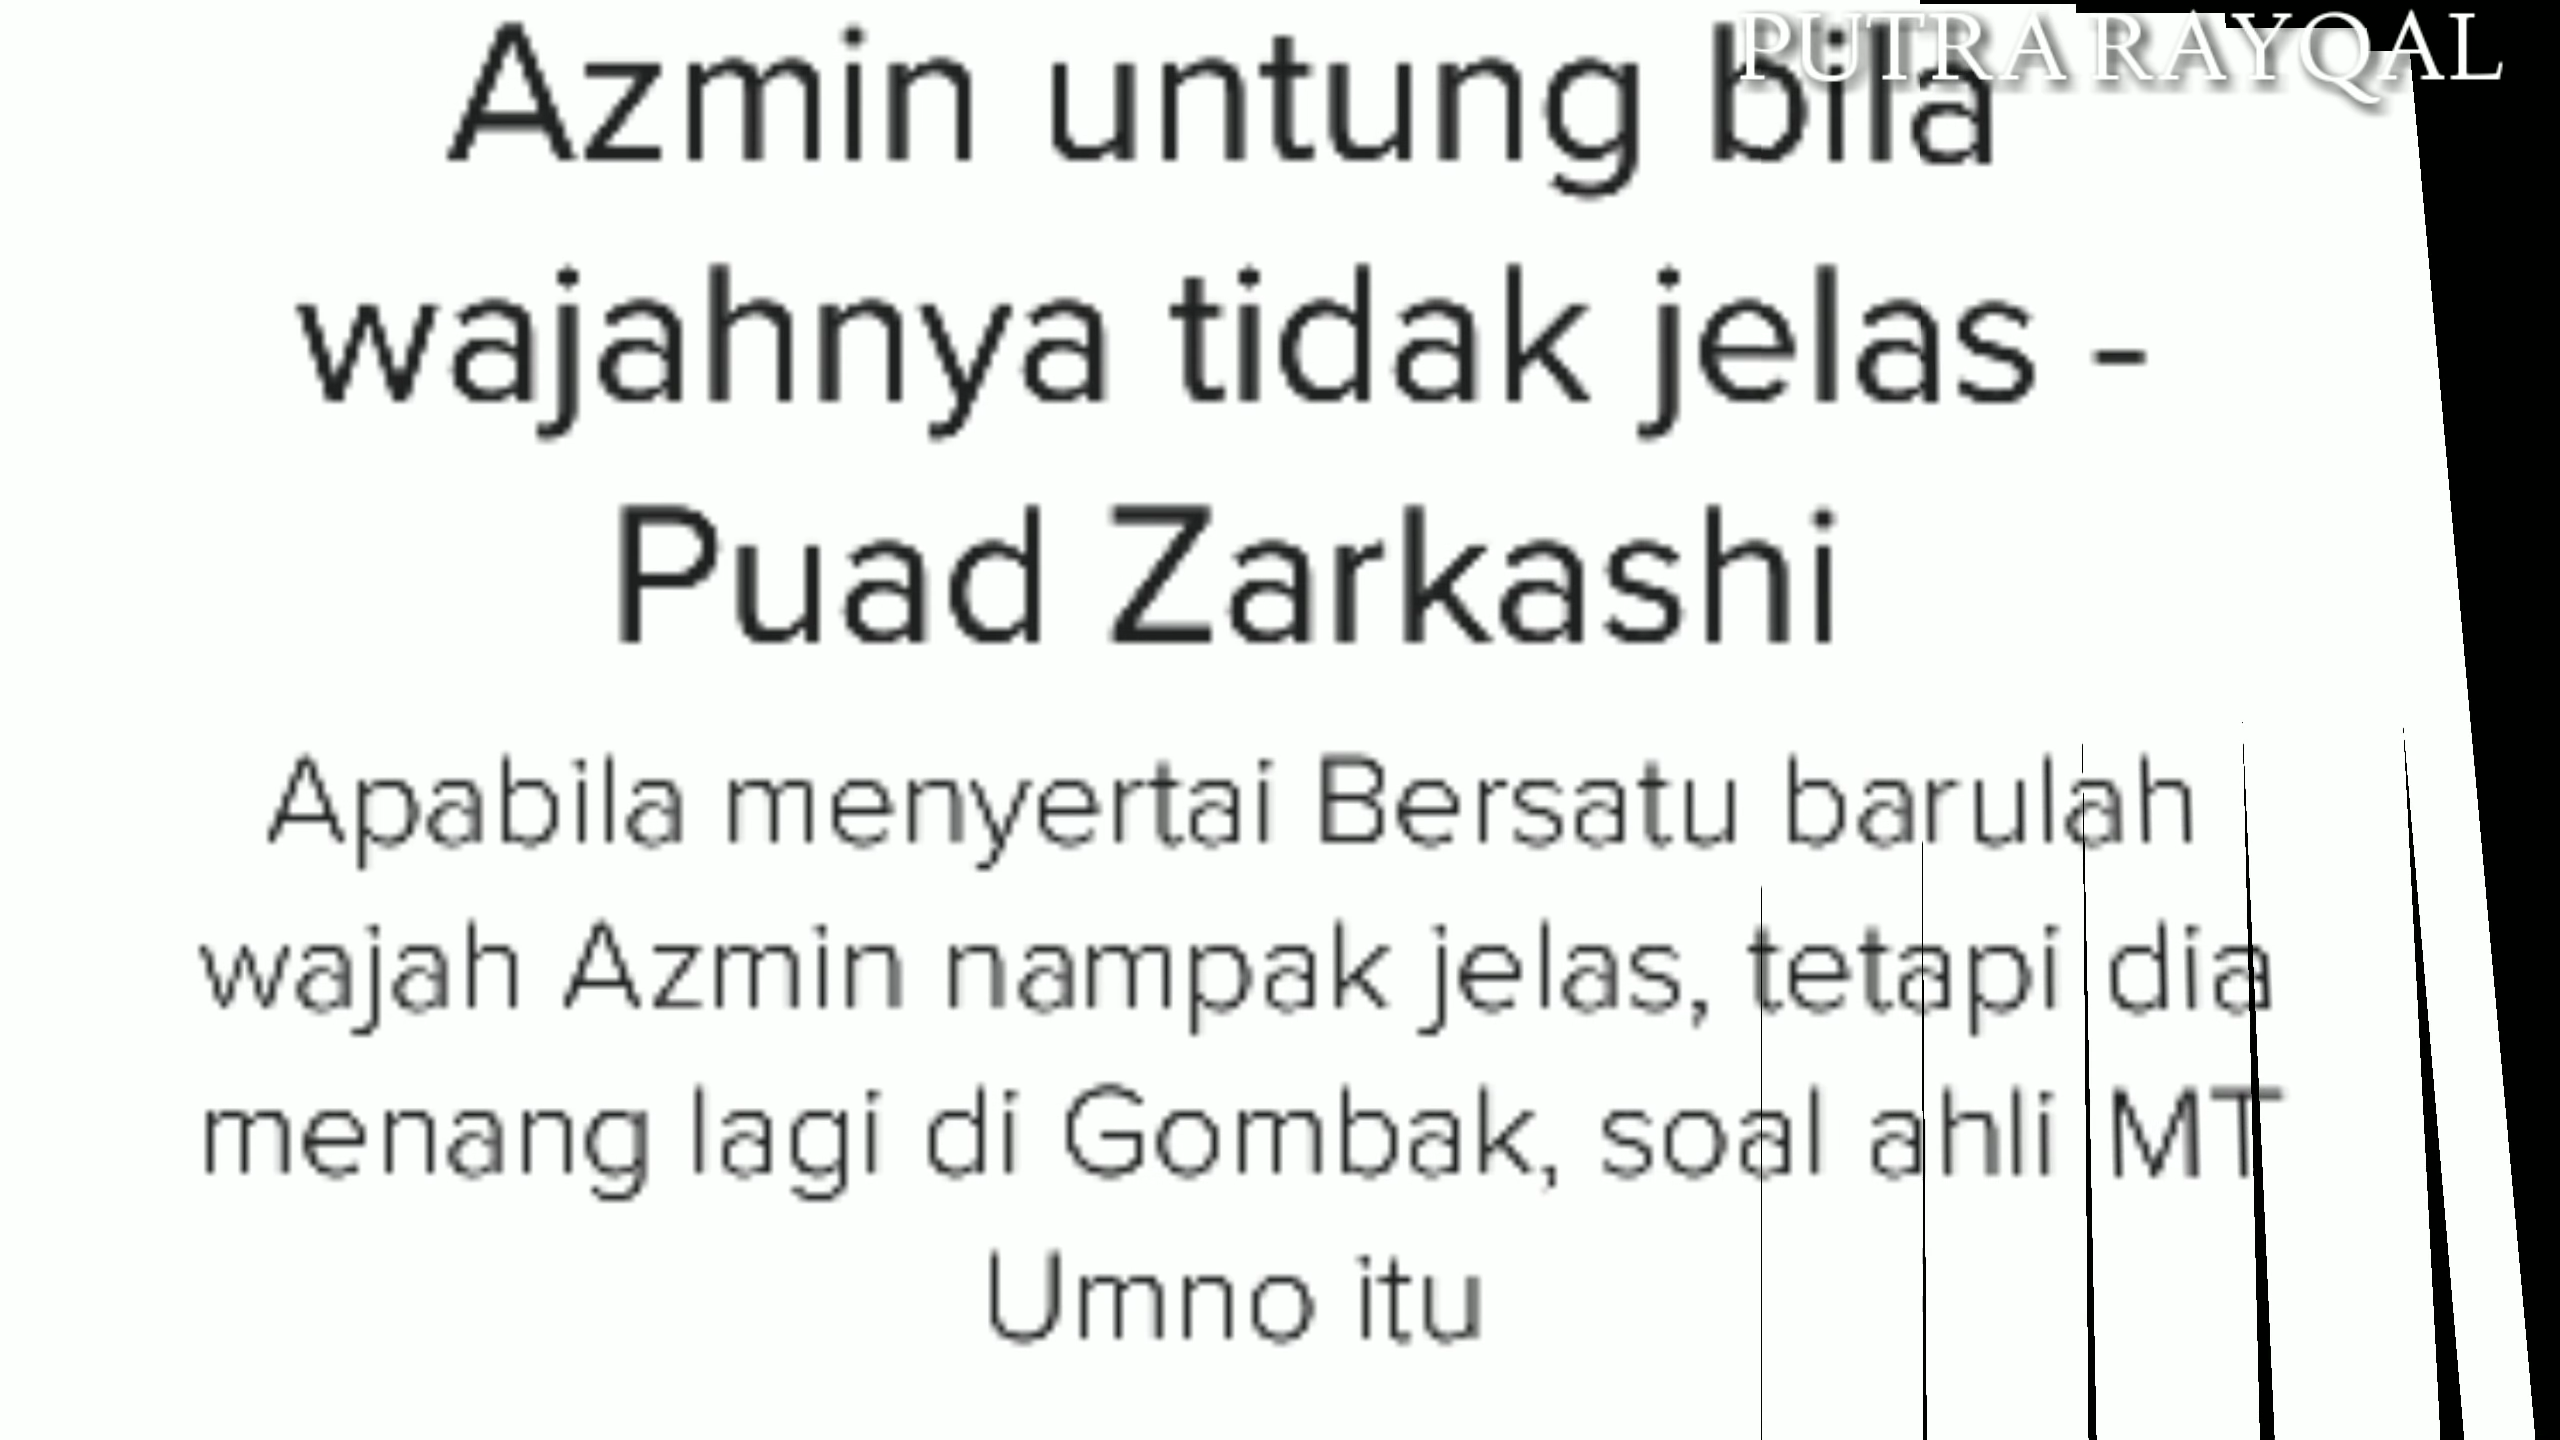 PUTRA RAYQAL
Azmin untung bila
wajahnya tidak jelas -
Puad Zarkashi
Apabila menyertai Bersatu barulah
wajah Azmin nampak jelas, tetapi dia
menang lagi di Gombak, soal ahli MT
Umno itu